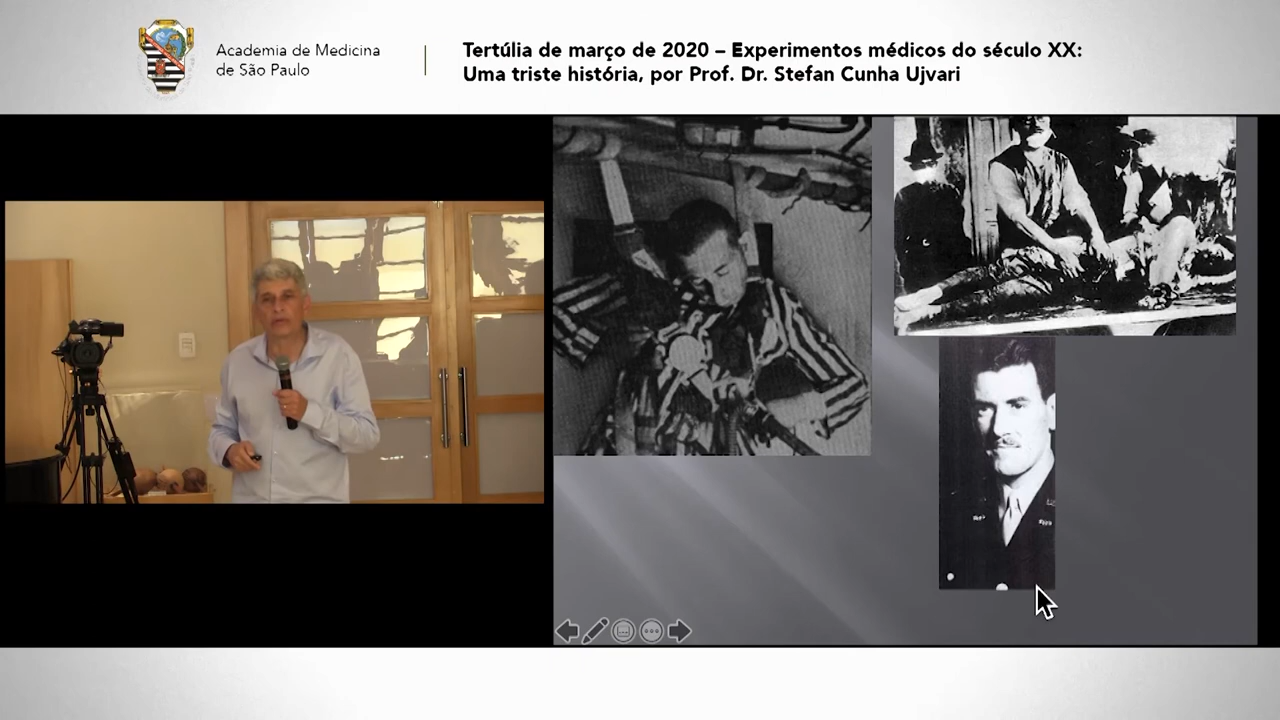 Academia de Medicina
de São Paulo
Tertúlia de março de 2020 – Experimentos médicos do século XX:
Uma triste história, por Prof. Dr. Stefan Cunha Ujvari